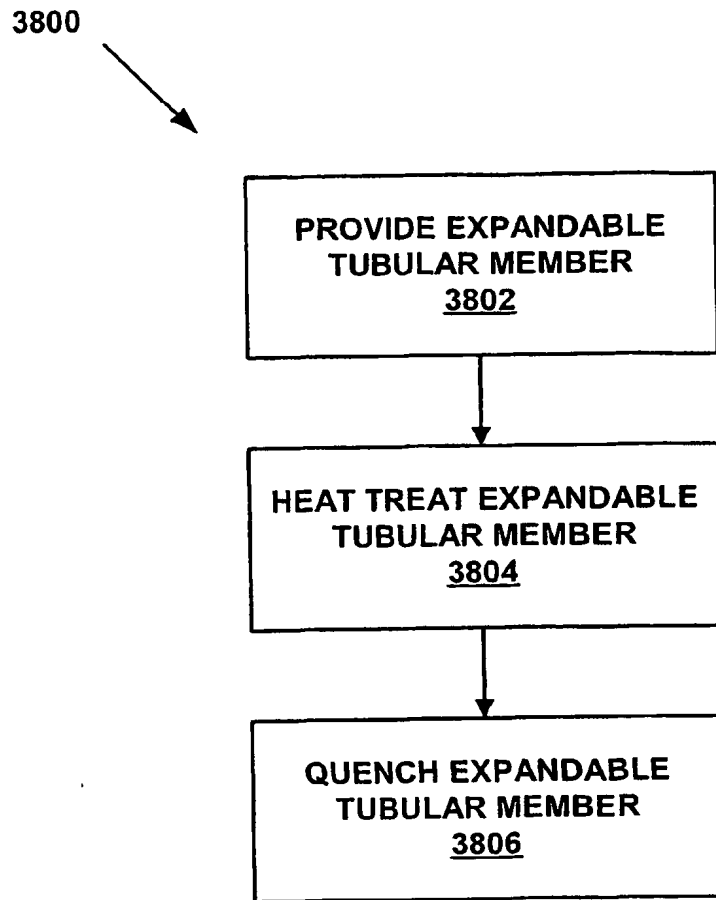 3800
PROVIDE EXPANDABLE
TUBULAR MEMBER
3802
HEAT TREAT EXPANDABLE
TUBULAR MEMBER
3804
QUENCH EXPANDABLE
TUBULAR MEMBER
3806